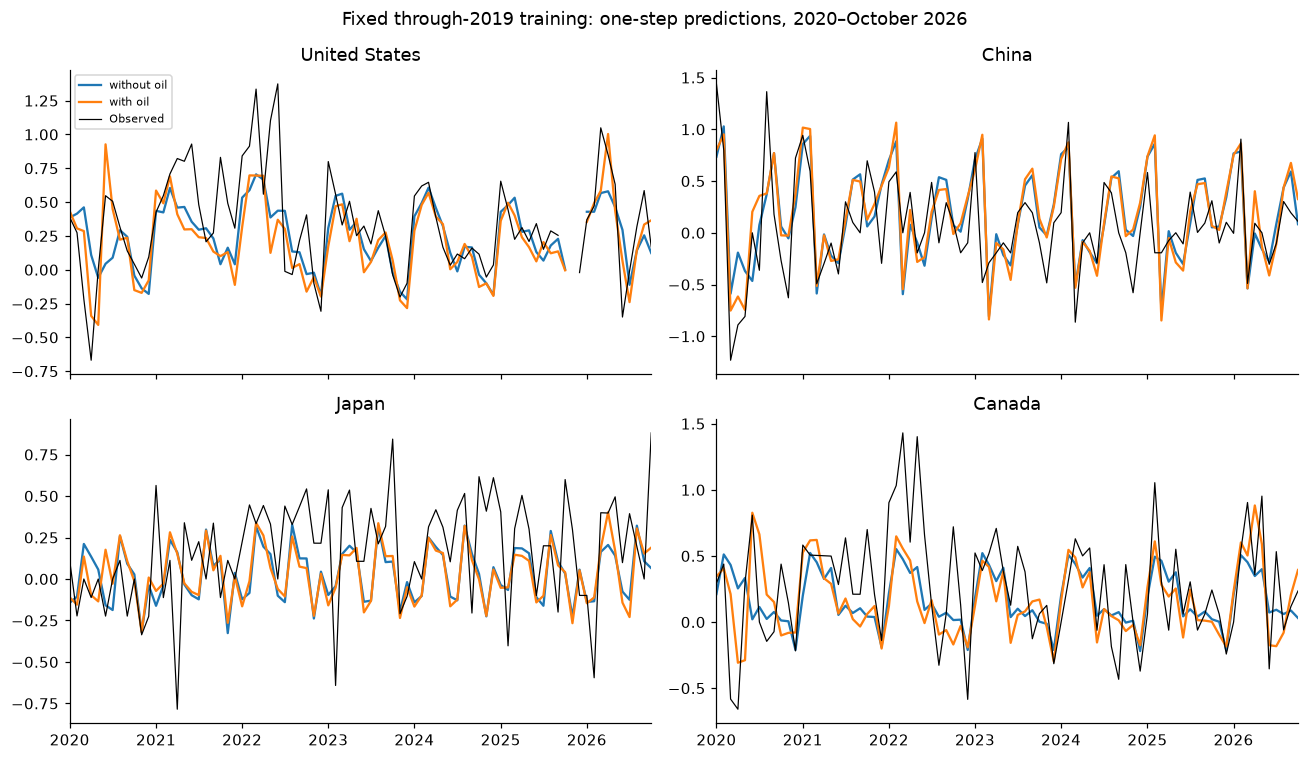 Fixed through-2019 training: one-step predictions, 2020–October 2026
United States
without oil
with oil
Observed
1.25
1.00
0.75
0.50
0.25
0.00
−0.25
−0.50
−0.75
China
1.5
1.0
0.5
0.0
−0.5
−1.0
Japan
0.75
0.50
0.25
0.00
−0.25
−0.50
−0.75
2020 2021 2022 2023 2024 2025 2026
Canada
1.5
1.0
0.5
0.0
−0.5
2020 2021 2022 2023 2024 2025 2026